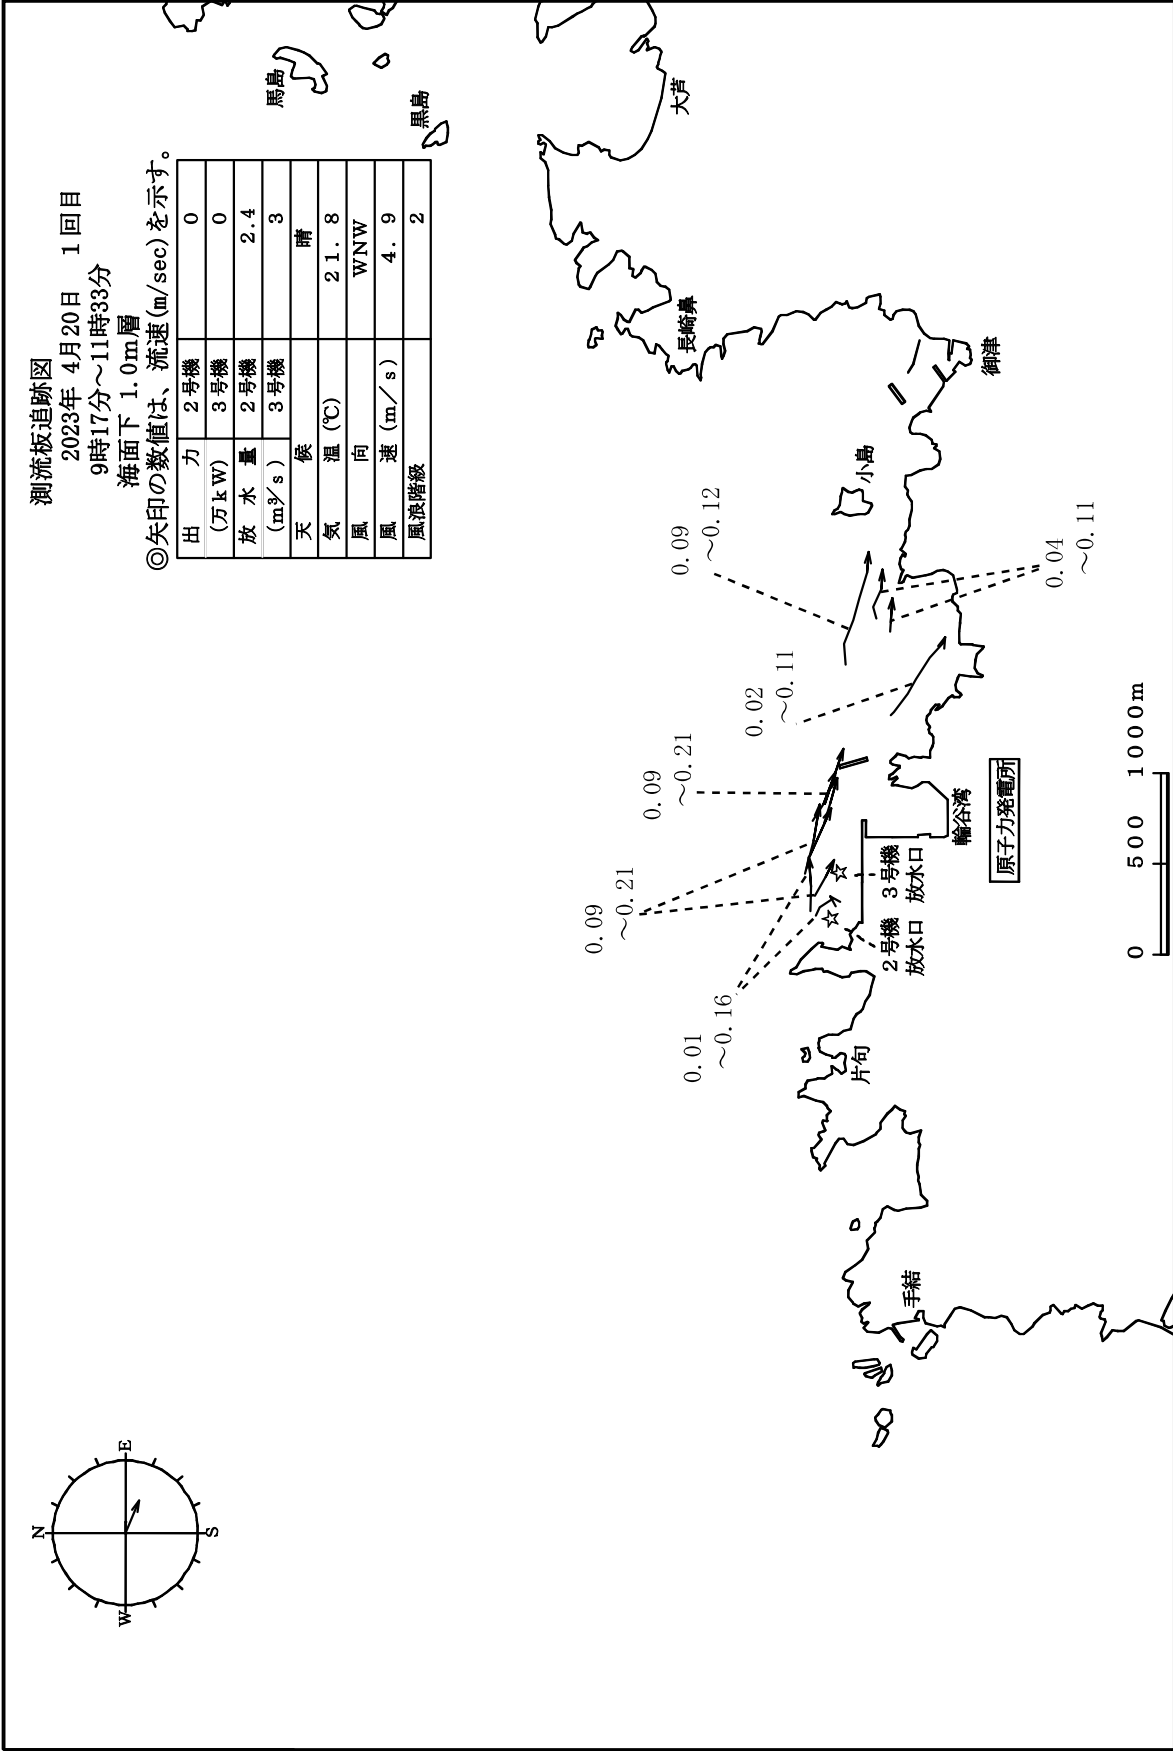 測流板追跡図
2023年 4月20日 1回目
9時17分～11時33分
海面下 1.0m層
◎矢印の数値は、流速(m/sec)を示す。
出 力 2号機 0
(万kW) 3号機 0
放 水 量 2号機 2.4
(m³/s) 3号機 3
天 候 晴
気 温 (℃) 21.8
風 向 WNW
風 速 (m/s) 4.9
風浪階級 2
N
W
E
S
馬島
黒島
大芦
長崎鼻
御津
小島
0.09
～0.12
0.04
～0.11
0.02
～0.11
0.09
～0.21
0.09
～0.21
0.01
～0.16
2号機
放水口
3号機
放水口
輪谷湾
原子力発電所
片句
手結
0 500 1000m